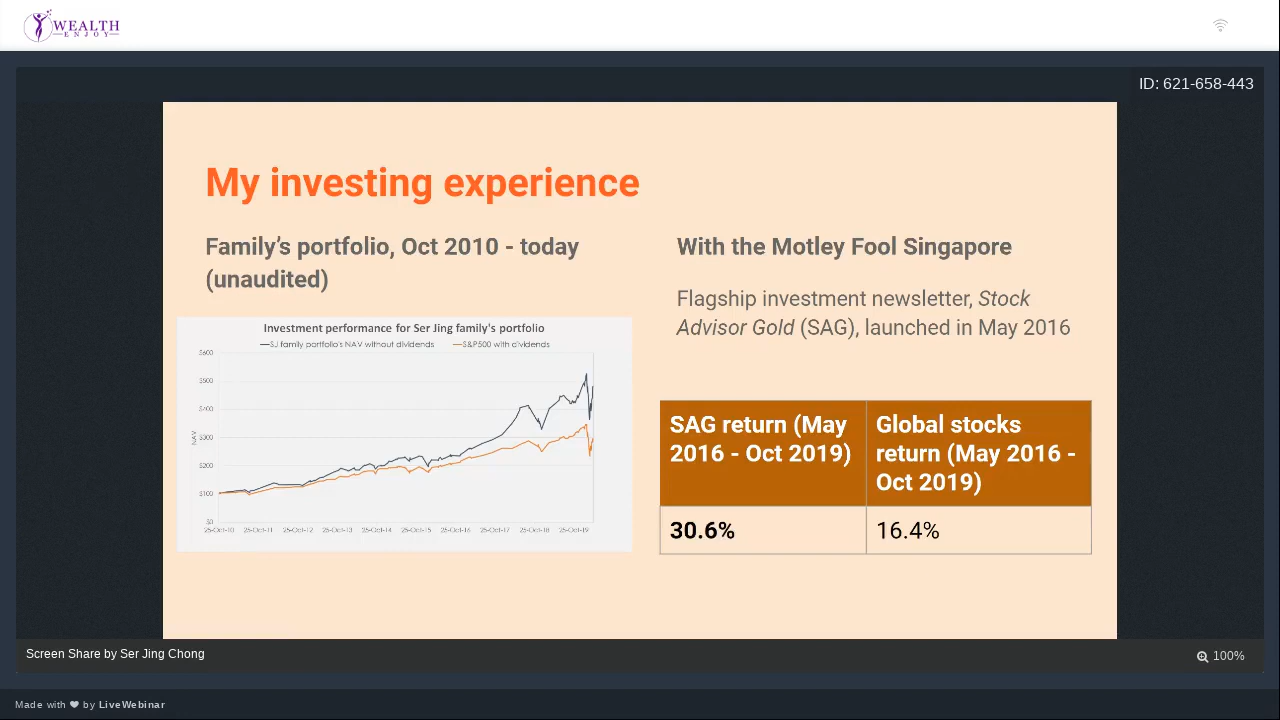 WEALTH
ENJOY
ID: 621-658-443
My investing experience
Family's portfolio, Oct 2010 - today
(unaudited)
Investment performance for Ser Jing family's portfolio
SJ family portfolio's NAV without dividends
S&P500 with dividends
$600
$500
$400
$300
$200
$100
$0
NAV
25-Oct-10
25-Oct-11
25-Oct-12
25-Oct-13
25-Oct-14
25-Oct-15
25-Oct-16
25-Oct-17
25-Oct-18
25-Oct-19
With the Motley Fool Singapore
Flagship investment newsletter, Stock
Advisor Gold (SAG), launched in May 2016
SAG return (May
2016 - Oct 2019)
Global stocks
return (May 2016 -
Oct 2019)
30.6%
16.4%
Screen Share by Ser Jing Chong
100%
Made with ❤ by LiveWebinar